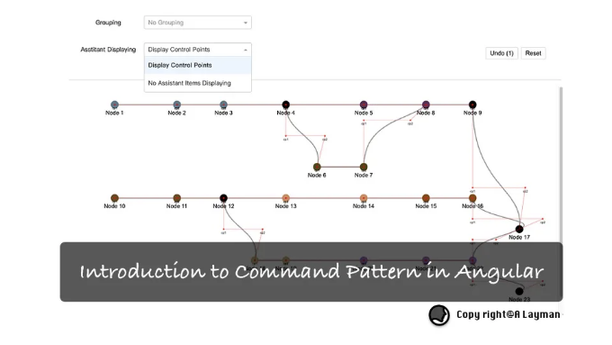 Grouping
No Grouping
Asstitant Displaying
Display Control Points
Undo (1)
Reset
Display Control Points
No Assistant Items Displaying
Node 1
Node 2
Node 3
Node 4
Node 5
Node 8
Node 9
Node 6
Node 7
Node 10
Node 11
Node 12
Node 13
Node 14
Node 15
Node 16
Node 17
Introduction to Command Pattern in Angular
Node 23
Copy right@A Layman